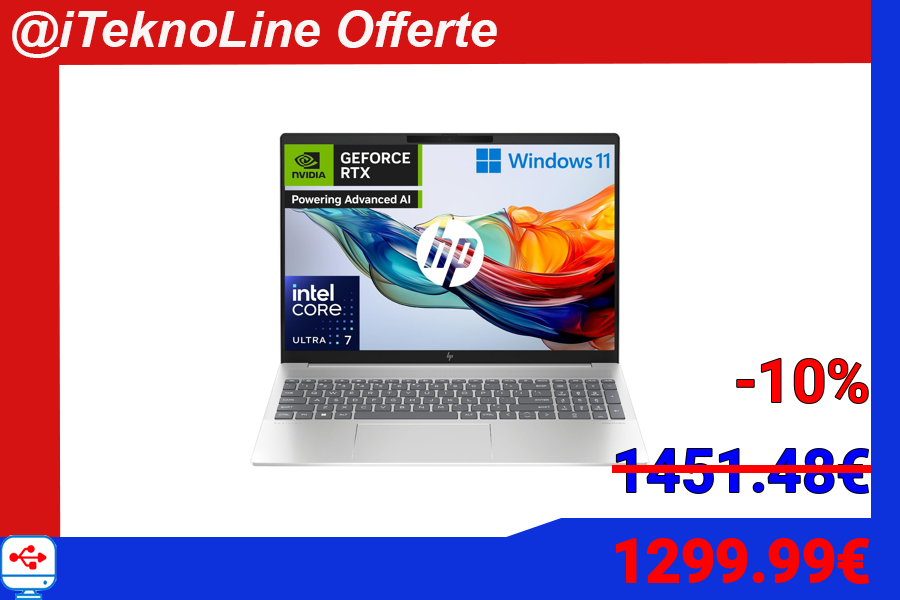 @iTeknoLine Offerte
GEFORCE
RTX
NVIDIA
Powering Advanced AI
Windows 11
hp
intel
CORE
ULTRA 7
hp
-10%
1451.48€
1299.99€